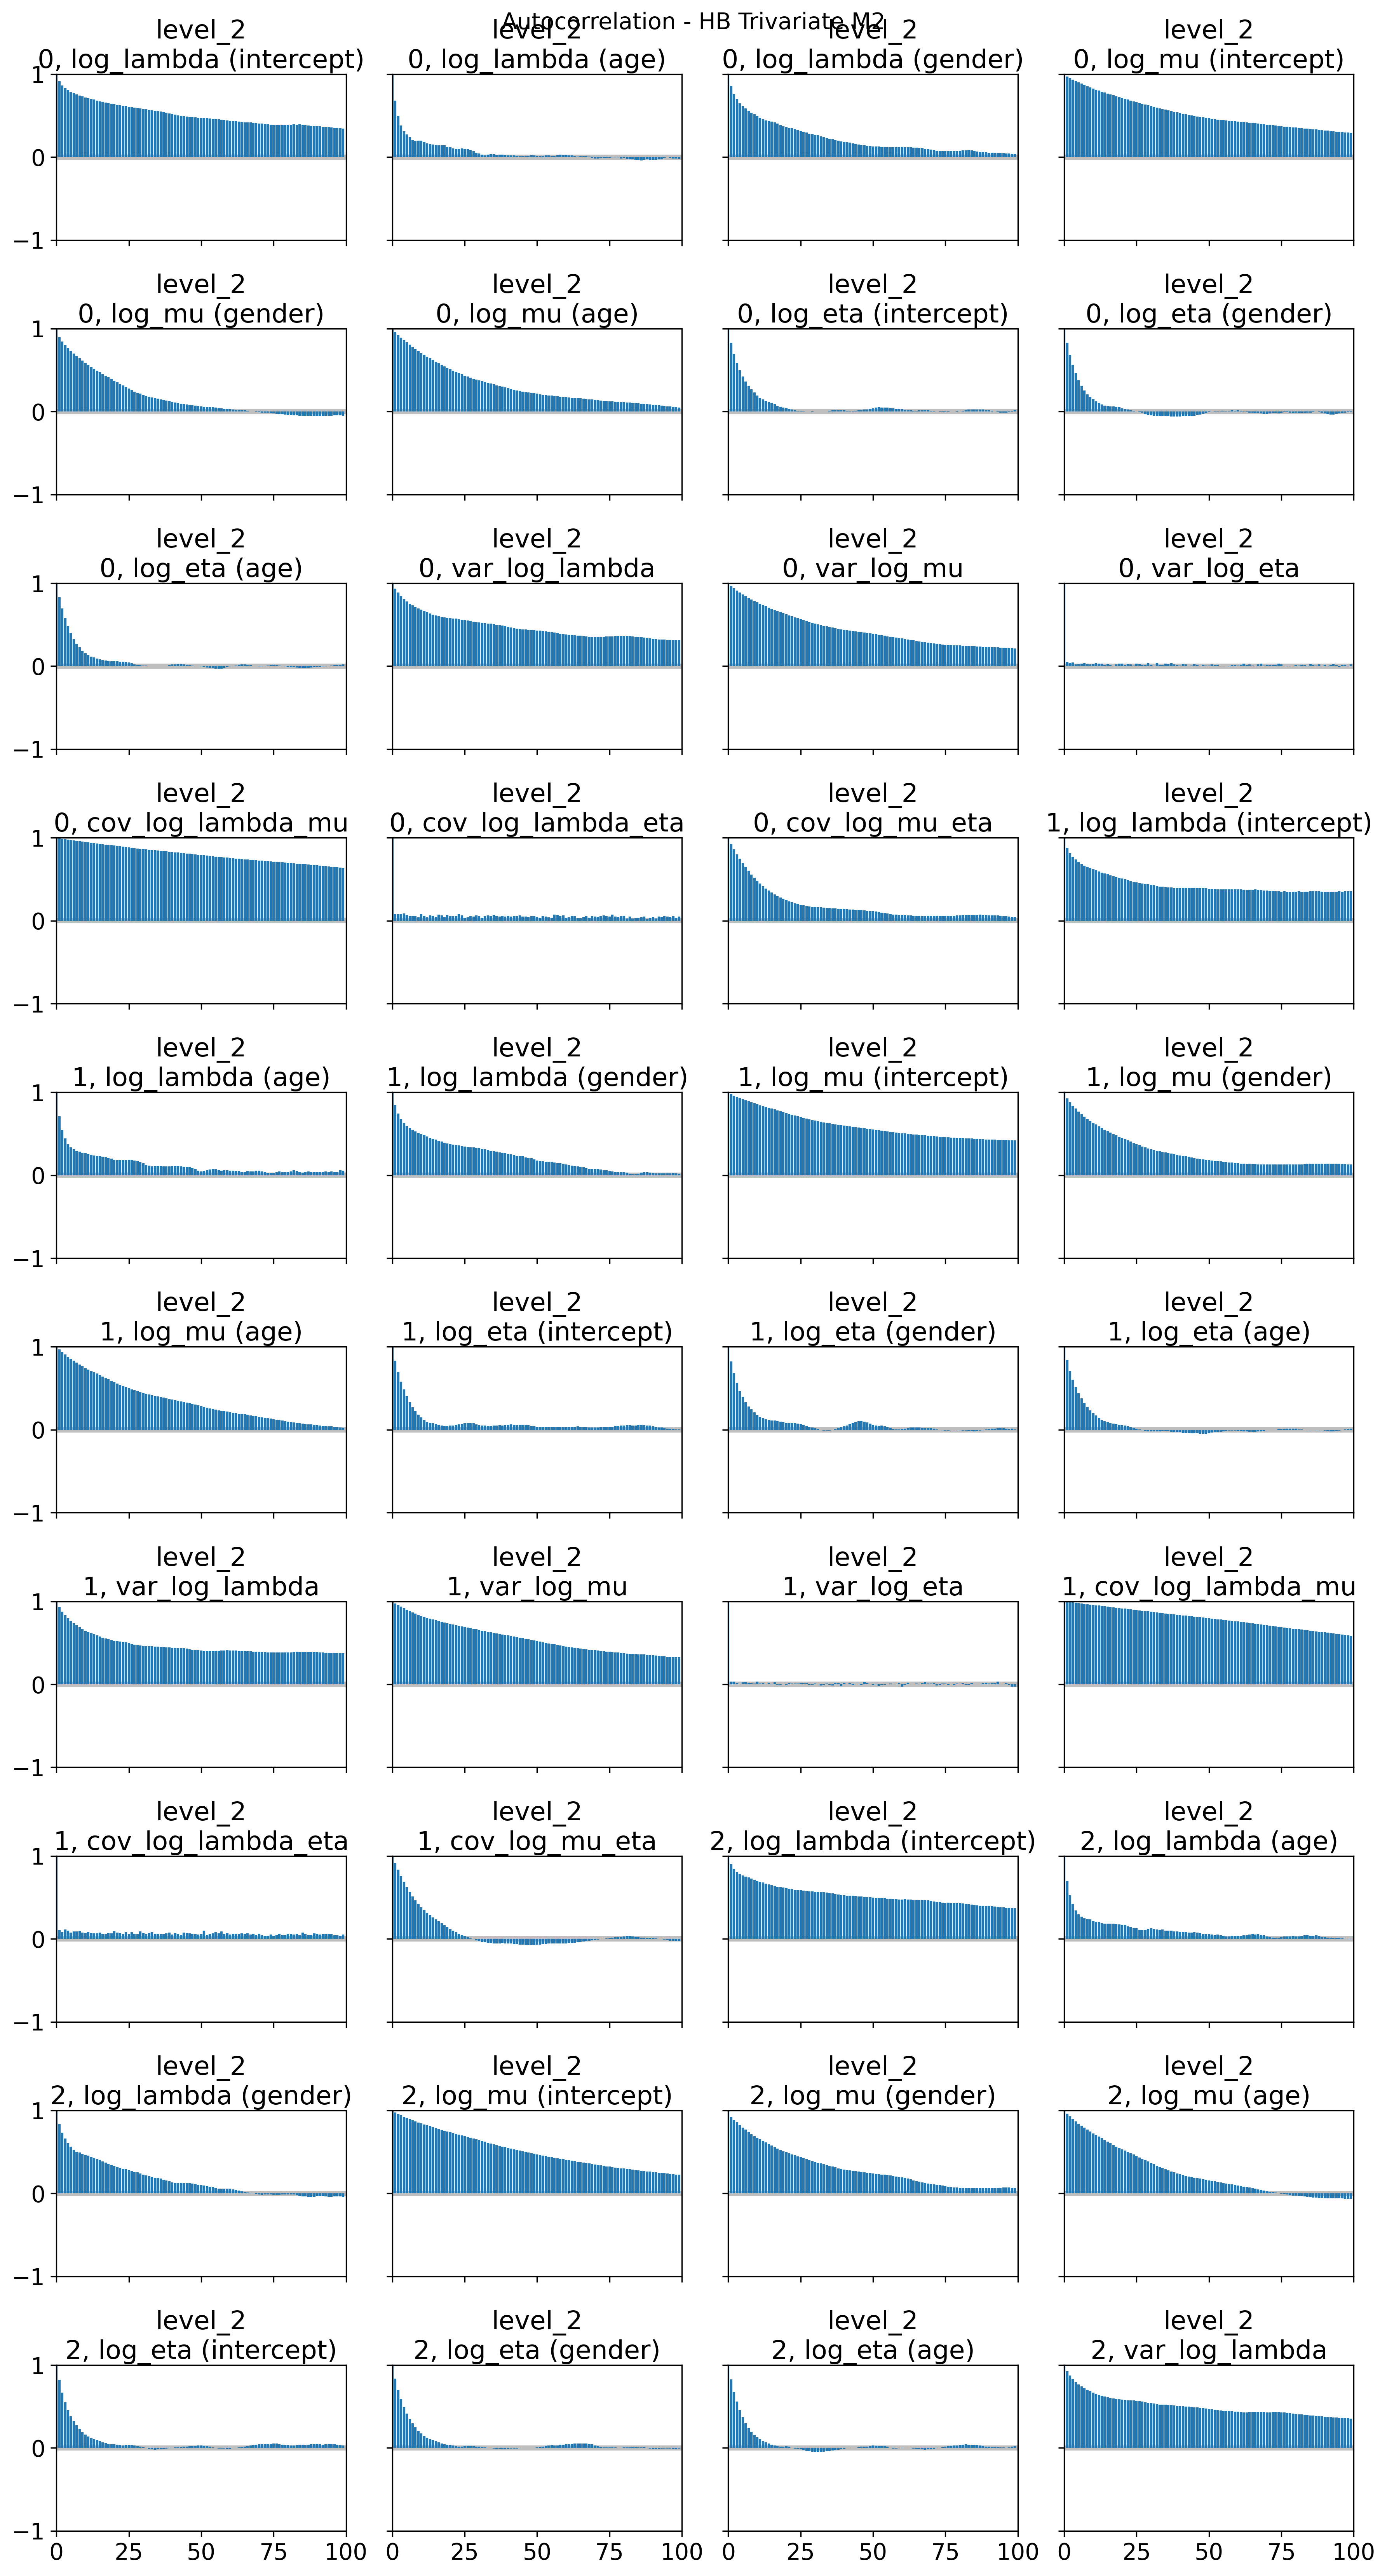 Autocorrelation - HB Trivariate M2
level_2
0, log_lambda (intercept)
level_2
0, log_lambda (age)
level_2
0, log_lambda (gender)
level_2
0, log_mu (intercept)
1
0
−1
level_2
0, log_mu (gender)
level_2
0, log_mu (age)
level_2
0, log_eta (intercept)
level_2
0, log_eta (gender)
1
0
−1
level_2
0, log_eta (age)
level_2
0, var_log_lambda
level_2
0, var_log_mu
level_2
0, var_log_eta
1
0
−1
level_2
0, cov_log_lambda_mu
level_2
0, cov_log_lambda_eta
level_2
0, cov_log_mu_eta
level_2
1, log_lambda (intercept)
1
0
−1
level_2
1, log_lambda (age)
level_2
1, log_lambda (gender)
level_2
1, log_mu (intercept)
level_2
1, log_mu (gender)
1
0
−1
level_2
1, log_mu (age)
level_2
1, log_eta (intercept)
level_2
1, log_eta (gender)
level_2
1, log_eta (age)
1
0
−1
level_2
1, var_log_lambda
level_2
1, var_log_mu
level_2
1, var_log_eta
level_2
1, cov_log_lambda_mu
1
0
−1
level_2
1, cov_log_lambda_eta
level_2
1, cov_log_mu_eta
level_2
2, log_lambda (intercept)
level_2
2, log_lambda (age)
1
0
−1
level_2
2, log_lambda (gender)
level_2
2, log_mu (intercept)
level_2
2, log_mu (gender)
level_2
2, log_mu (age)
1
0
−1
level_2
2, log_eta (intercept)
level_2
2, log_eta (gender)
level_2
2, log_eta (age)
level_2
2, var_log_lambda
1
0
−1
0 25 50 75 100
0 25 50 75 100
0 25 50 75 100
0 25 50 75 100